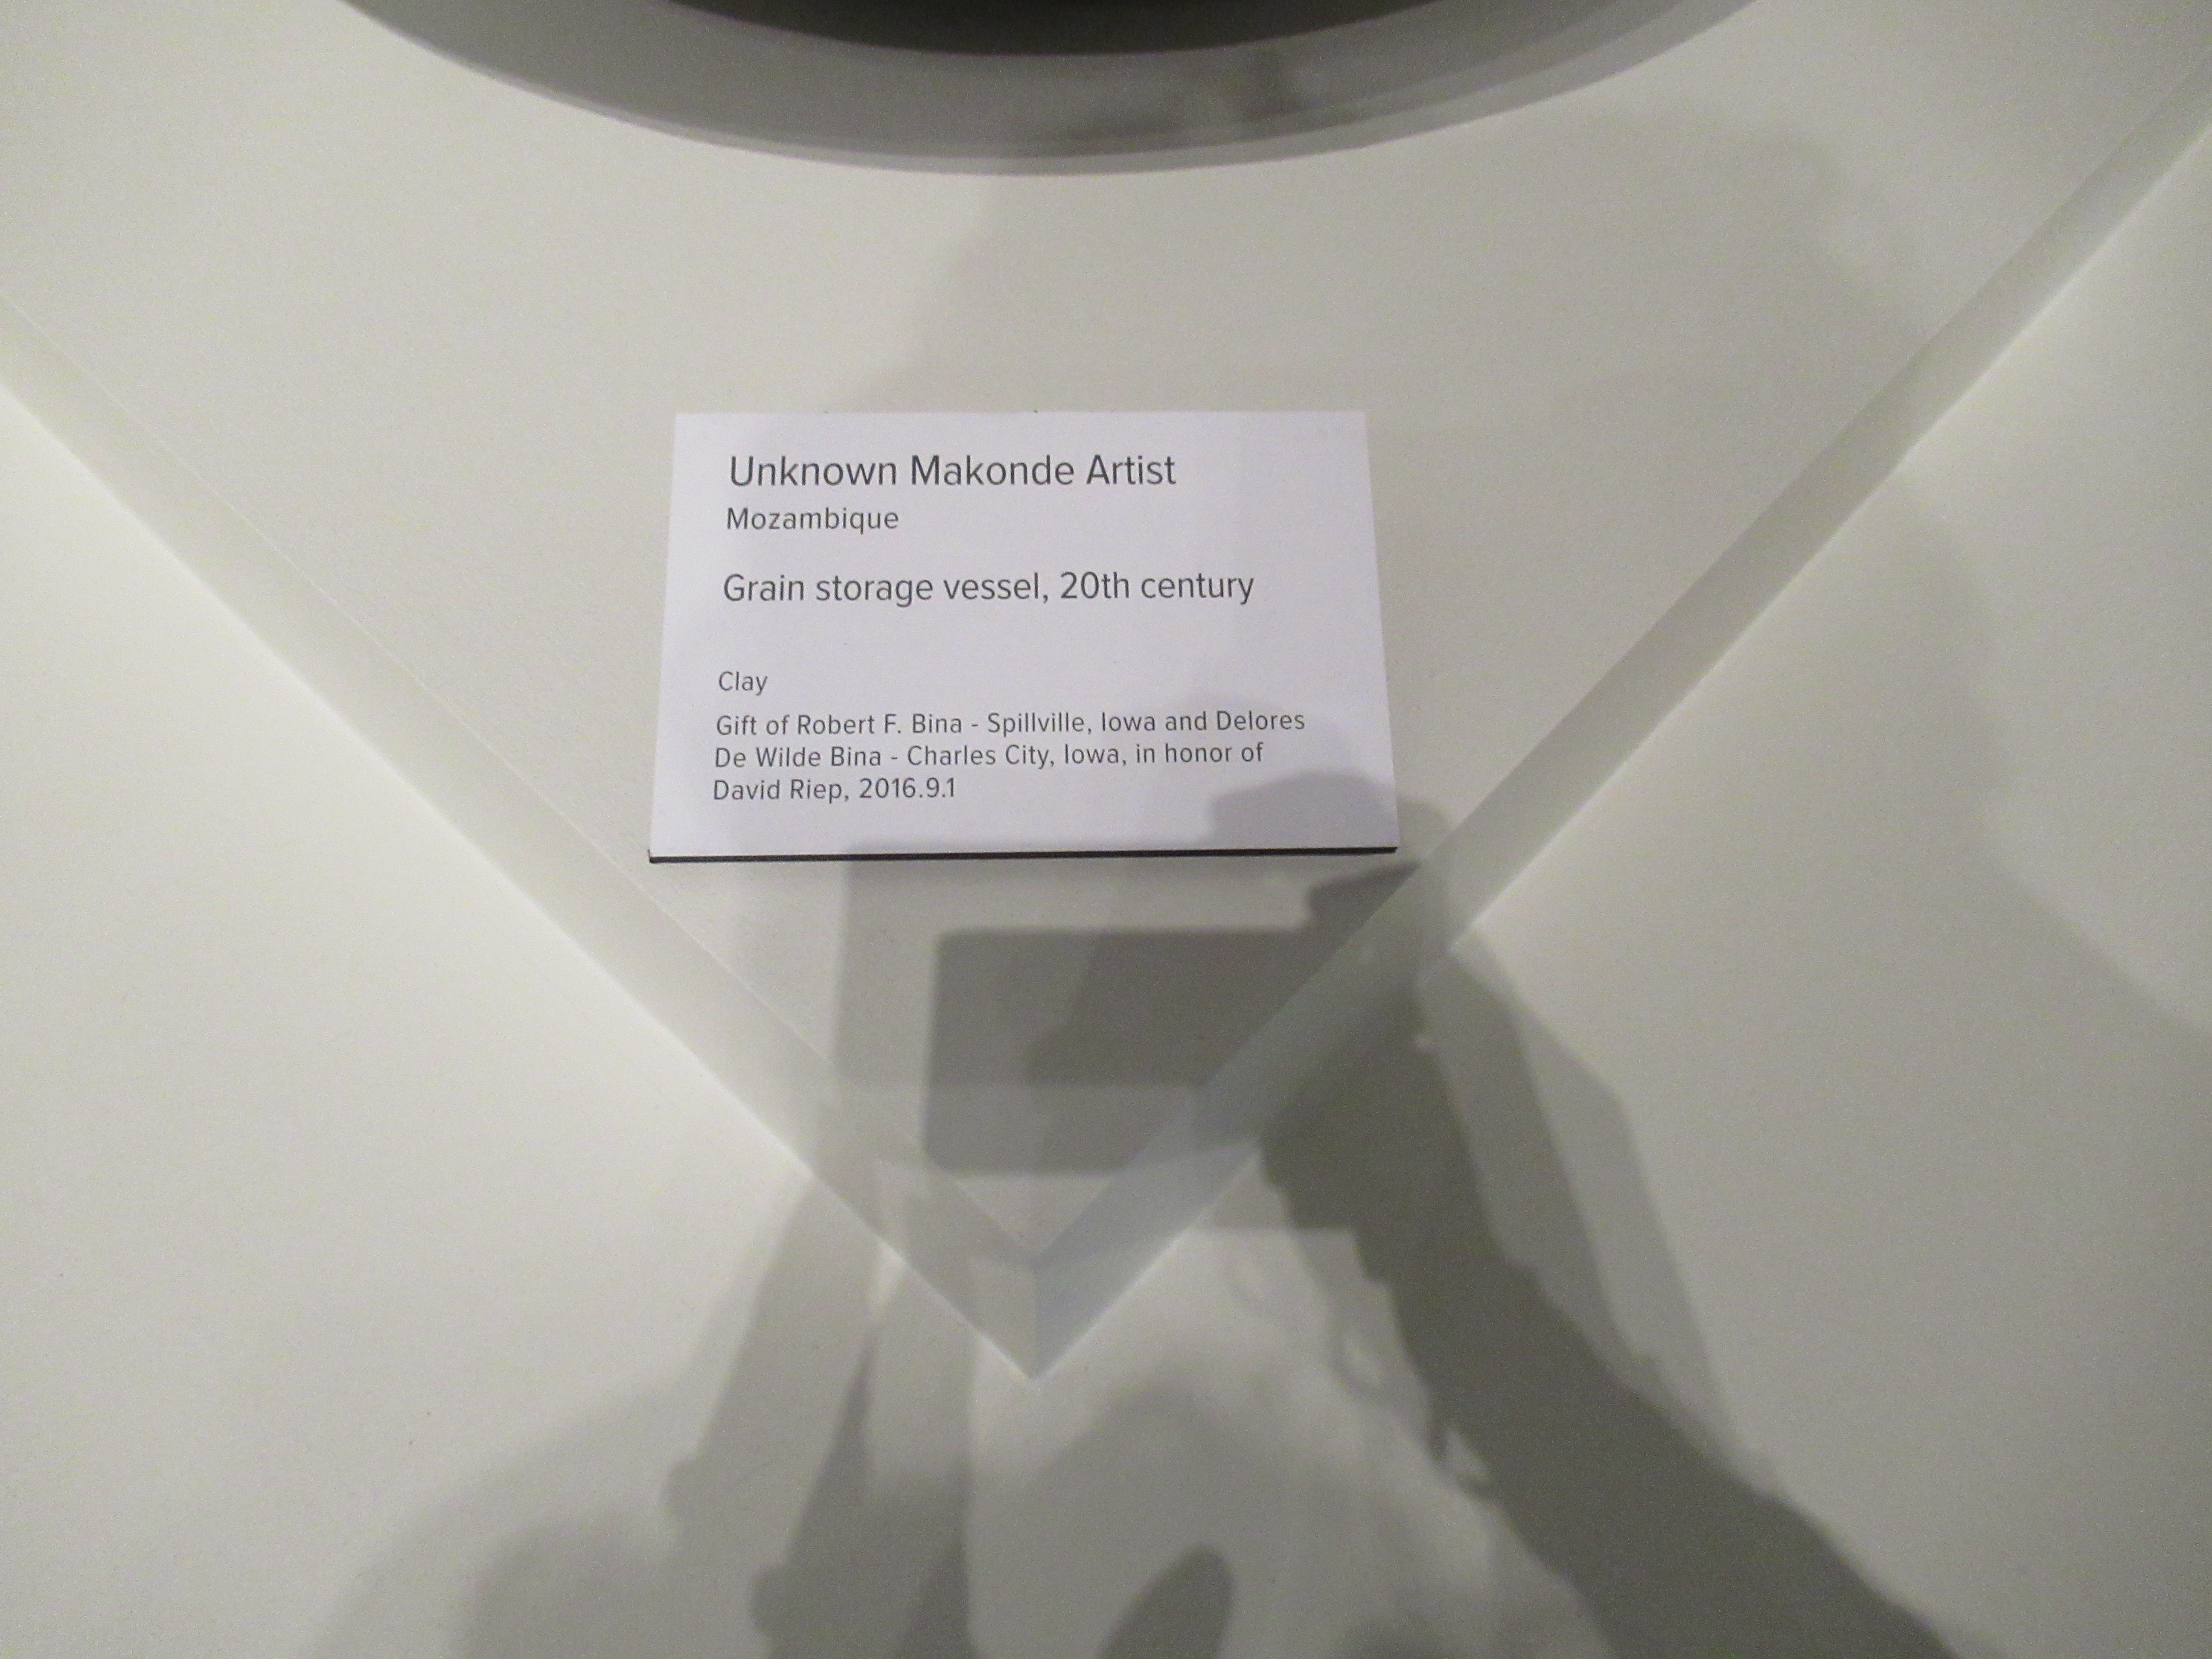 Unknown Makonde Artist
Mozambique
Grain storage vessel, 20th century
Clay
Gift of Robert F. Bina - Spillville, Iowa and Delores
De Wilde Bina - Charles City, Iowa, in honor of
David Riep, 2016.9.1